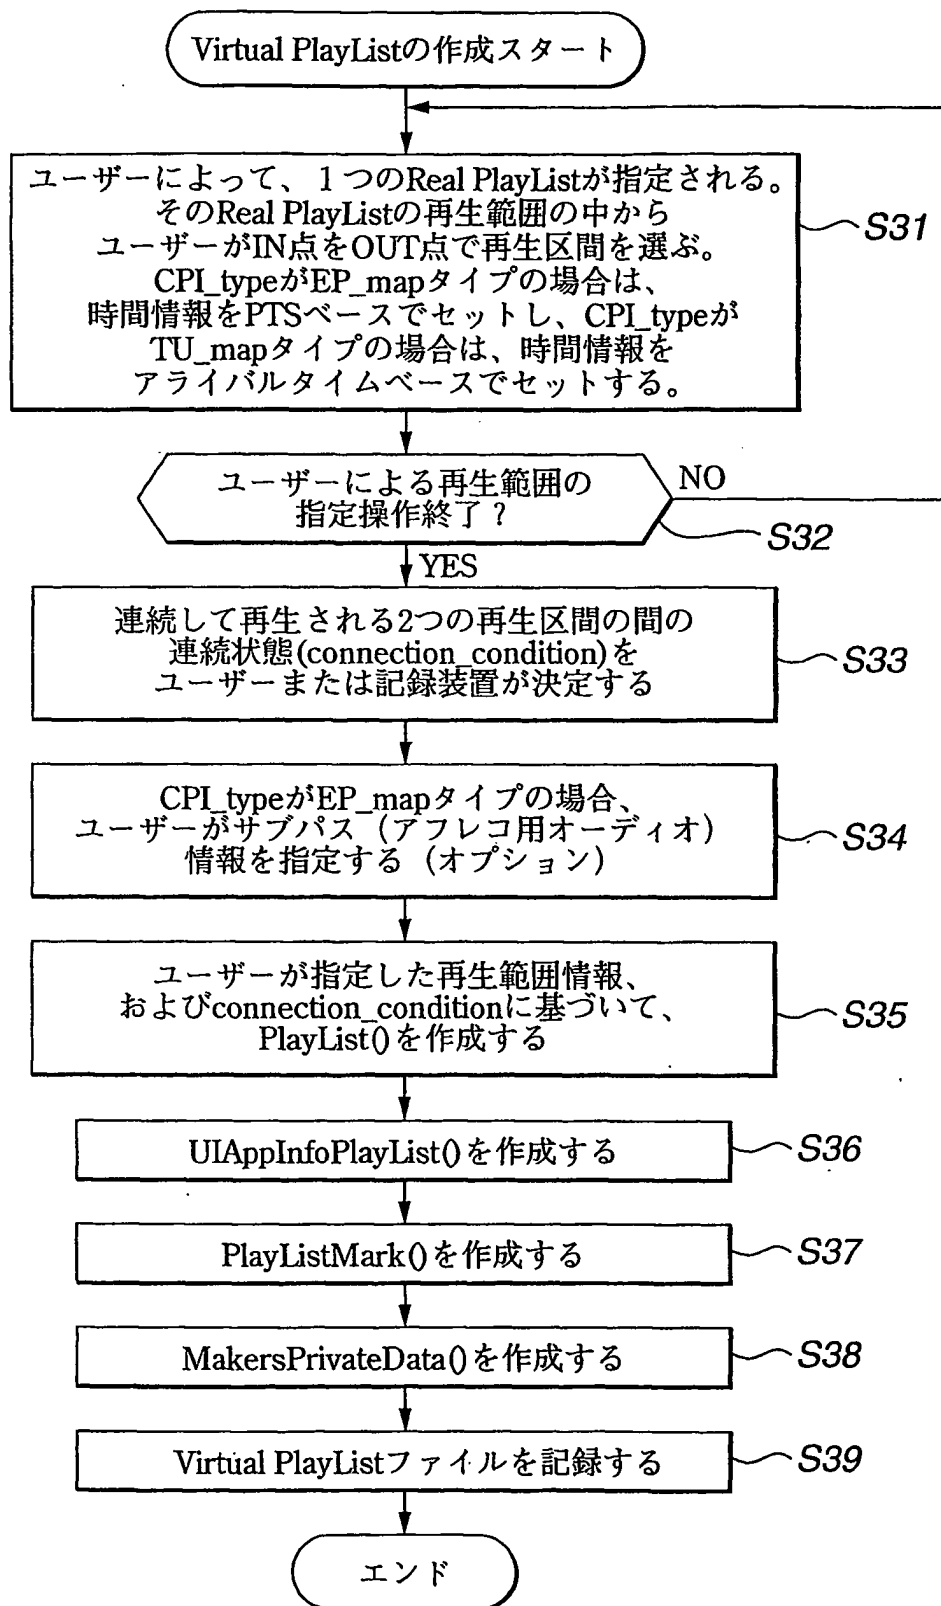 Virtual PlayListの作成スタート
ユーザーによって、1つのReal PlayListが指定される。
そのReal PlayListの再生範囲の中から
ユーザーがIN点をOUT点で再生区間を選ぶ。
CPI_typeがEP_mapタイプの場合は、
時間情報をPTSベースでセットし、CPI_typeが
TU_mapタイプの場合は、時間情報を
アライバルタイムベースでセットする。
S31
ユーザーによる再生範囲の
指定操作終了?
NO
S32
YES
連続して再生される2つの再生区間の間の
連続状態(connection_condition)を
ユーザーまたは記録装置が決定する
S33
CPI_typeがEP_mapタイプの場合、
ユーザーがサブパス(アフレコ用オーディオ)
情報を指定する(オプション)
S34
ユーザーが指定した再生範囲情報、
およびconnection_conditionに基づいて、
PlayList()を作成する
S35
UIAppInfoPlayList()を作成する
S36
PlayListMark()を作成する
S37
MakersPrivateData()を作成する
S38
Virtual PlayListファイルを記録する
S39
エンド